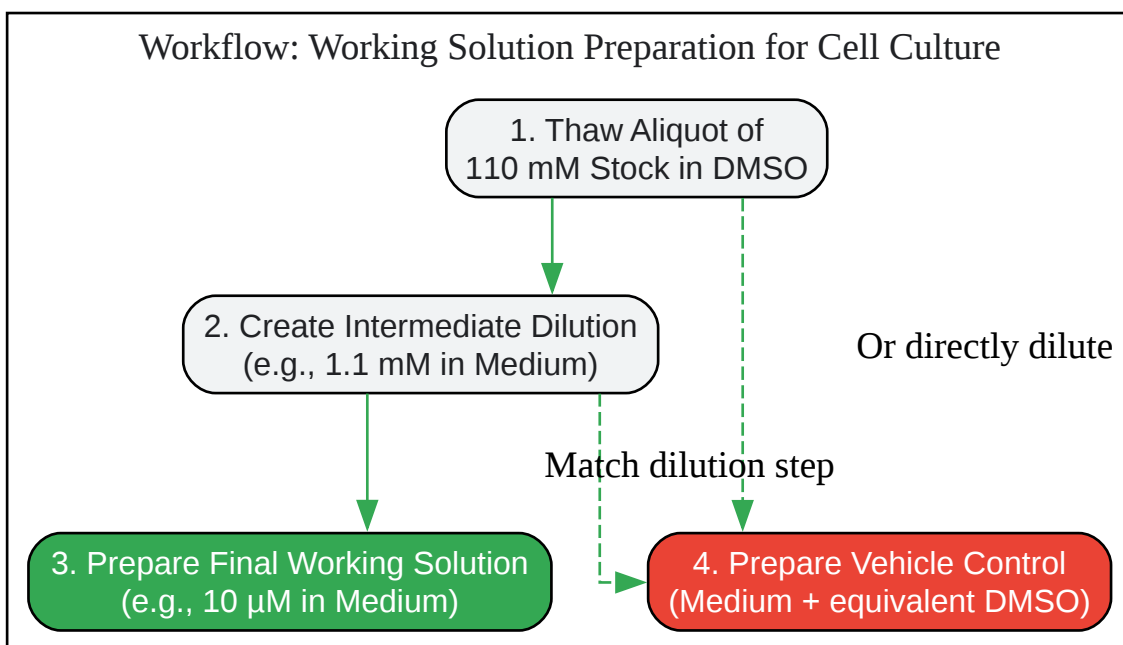 Workflow: Working Solution Preparation for Cell Culture
1. Thaw Aliquot of
110 mM Stock in DMSO
2. Create Intermediate Dilution
(e.g., 1.1 mM in Medium)
Or directly dilute
Match dilution step
3. Prepare Final Working Solution
(e.g., 10 µM in Medium)
4. Prepare Vehicle Control
(Medium + equivalent DMSO)